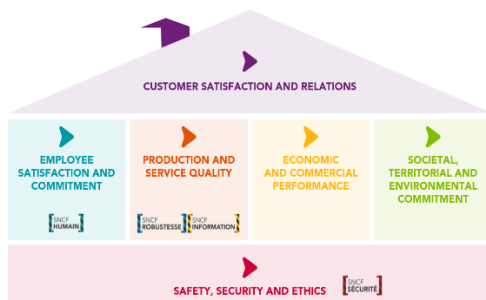 CUSTOMER SATISFACTION AND RELATIONS
EMPLOYEE
SATISFACTION AND
COMMITMENT
SNCF
HUMAIN
PRODUCTION AND
SERVICE QUALITY
SNCF
ROBUSTESSE
SNCF
INFORMATION
ECONOMIC
AND COMMERCIAL
PERFORMANCE
SOCIETAL,
TERRITORIAL AND
ENVIRONMENTAL
COMMITMENT
SAFETY, SECURITY AND ETHICS
SNCF
SÉCURITÉ